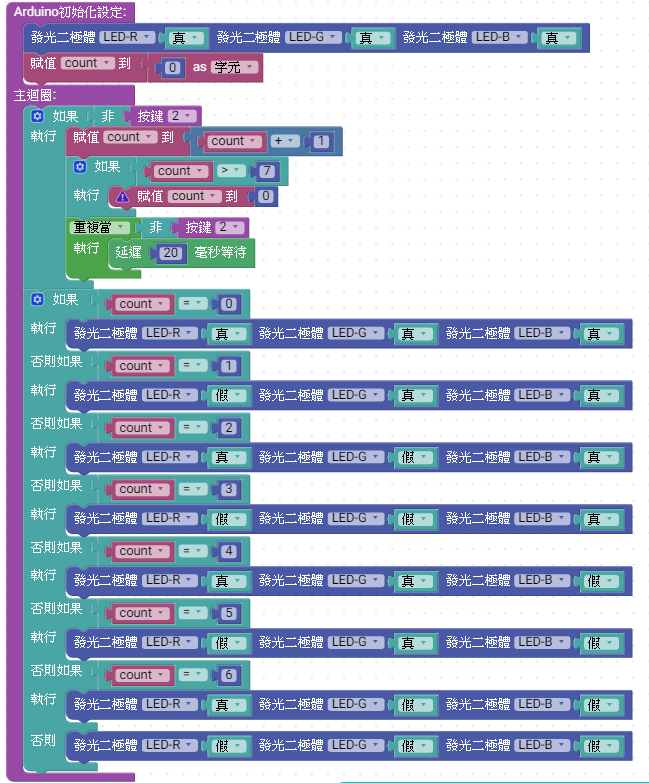 Arduino初始化設定:
發光二極體 LED-R 真 發光二極體 LED-G 真 發光二極體 LED-B 真
賦值 count 到 0 as 字元
主迴圈:
如果 非 按鍵 2
執行 賦值 count 到 count + 1
如果 count > 7
執行 賦值 count 到 0
重複當 非 按鍵 2
執行 延遲 20 毫秒等待
如果 count = 0
執行 發光二極體 LED-R 真 發光二極體 LED-G 真 發光二極體 LED-B 真
否則如果 count = 1
執行 發光二極體 LED-R 假 發光二極體 LED-G 真 發光二極體 LED-B 真
否則如果 count = 2
執行 發光二極體 LED-R 真 發光二極體 LED-G 假 發光二極體 LED-B 真
否則如果 count = 3
執行 發光二極體 LED-R 假 發光二極體 LED-G 假 發光二極體 LED-B 真
否則如果 count = 4
執行 發光二極體 LED-R 真 發光二極體 LED-G 真 發光二極體 LED-B 假
否則如果 count = 5
執行 發光二極體 LED-R 假 發光二極體 LED-G 真 發光二極體 LED-B 假
否則如果 count = 6
執行 發光二極體 LED-R 真 發光二極體 LED-G 假 發光二極體 LED-B 假
否則 發光二極體 LED-R 假 發光二極體 LED-G 假 發光二極體 LED-B 假